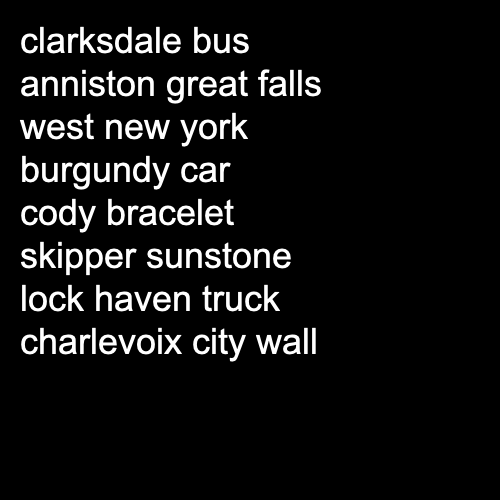 clarksdale bus
anniston great falls
west new york
burgundy car
cody bracelet
skipper sunstone
lock haven truck
charlevoix city wall